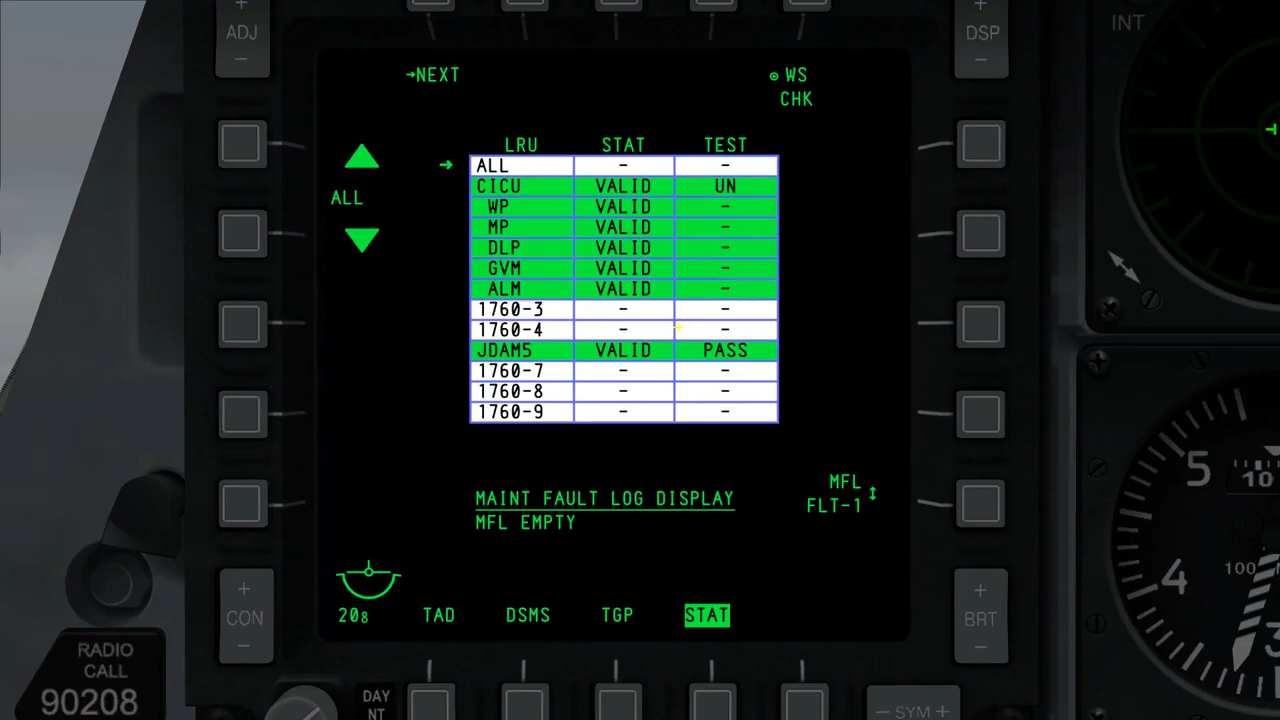 ADJ
DSP
INT
→NEXT
WS
CHK
LRU STAT TEST
ALL - -
CICU VALID UN
WP VALID -
MP VALID -
DLP VALID -
GVM VALID -
ALM VALID -
1760-3 - -
1760-4 - -
JDAM5 VALID PASS
1760-7 - -
1760-8 - -
1760-9 - -
ALL
MAINT FAULT LOG DISPLAY
MFL EMPTY
MFL
FLT-1
208 TAD DSMS TGP STAT
+ CON -
+ BRT -
RADIO
CALL
90208
DAY
NT
- SYM +
5
10
4
100
3